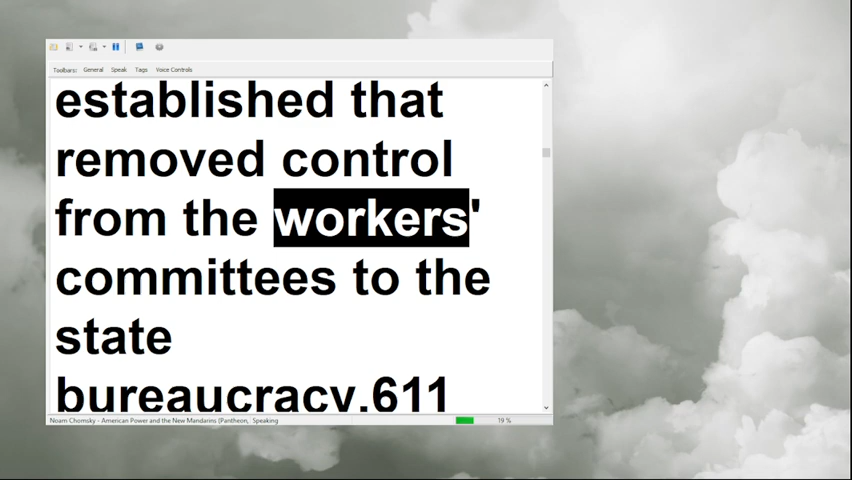 Toolbars: General Speak Tags Voice Controls
established that
removed control
from the workers'
committees to the
state
bureaucracy.611
Noam Chomsky - American Power and the New Mandarins (Pantheon, Speaking 19 %